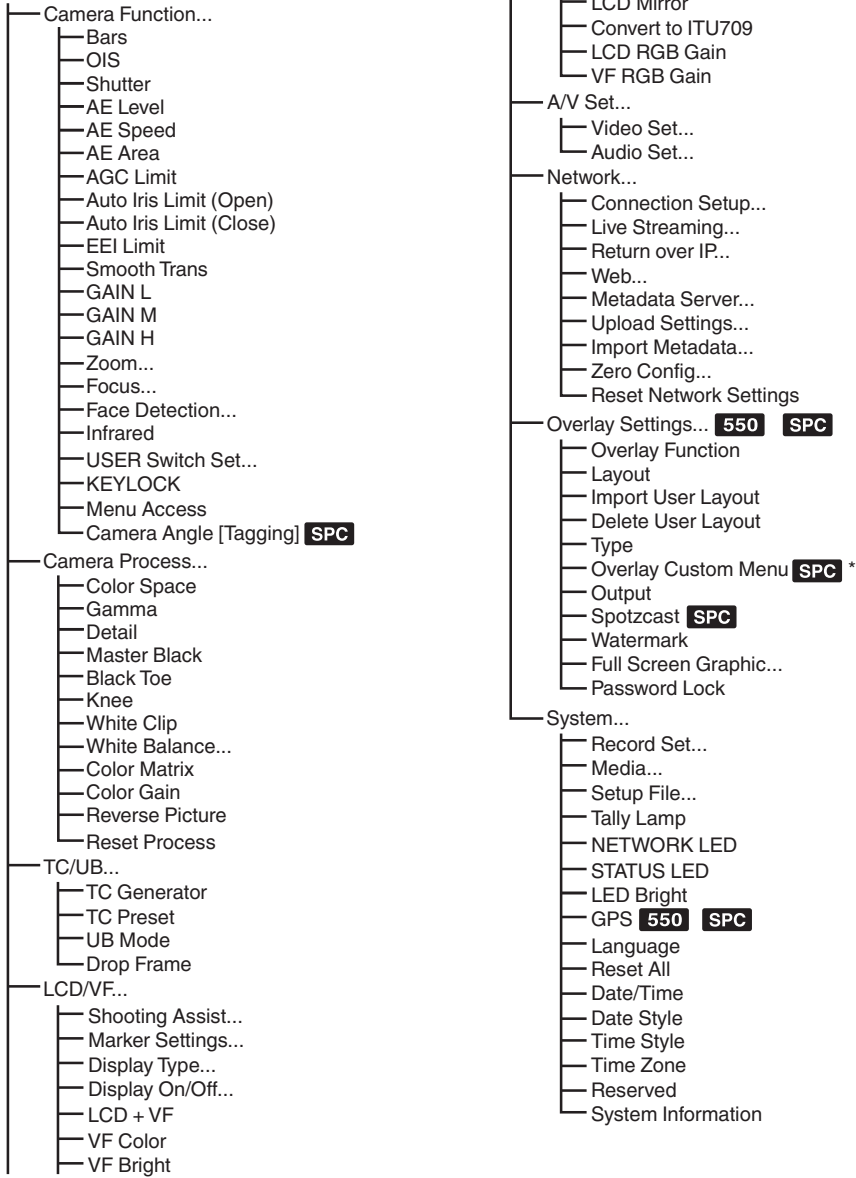 Camera Function...
Bars
OIS
Shutter
AE Level
AE Speed
AE Area
AGC Limit
Auto Iris Limit (Open)
Auto Iris Limit (Close)
EEI Limit
Smooth Trans
GAIN L
GAIN M
GAIN H
Zoom...
Focus...
Face Detection...
Infrared
USER Switch Set...
KEYLOCK
Menu Access
Camera Angle [Tagging] SPC
Camera Process...
Color Space
Gamma
Detail
Master Black
Black Toe
Knee
White Clip
White Balance...
Color Matrix
Color Gain
Reverse Picture
Reset Process
TC/UB...
TC Generator
TC Preset
UB Mode
Drop Frame
LCD/VF...
Shooting Assist...
Marker Settings...
Display Type...
Display On/Off...
LCD + VF
VF Color
VF Bright
LCD Mirror
Convert to ITU709
LCD RGB Gain
VF RGB Gain
A/V Set...
Video Set...
Audio Set...
Network...
Connection Setup...
Live Streaming...
Return over IP...
Web...
Metadata Server...
Upload Settings...
Import Metadata...
Zero Config...
Reset Network Settings
Overlay Settings... 550 SPC
Overlay Function
Layout
Import User Layout
Delete User Layout
Type
Overlay Custom Menu SPC *
Output
Spotzcast SPC
Watermark
Full Screen Graphic...
Password Lock
System...
Record Set...
Media...
Setup File...
Tally Lamp
NETWORK LED
STATUS LED
LED Bright
GPS 550 SPC
Language
Reset All
Date/Time
Date Style
Time Style
Time Zone
Reserved
System Information